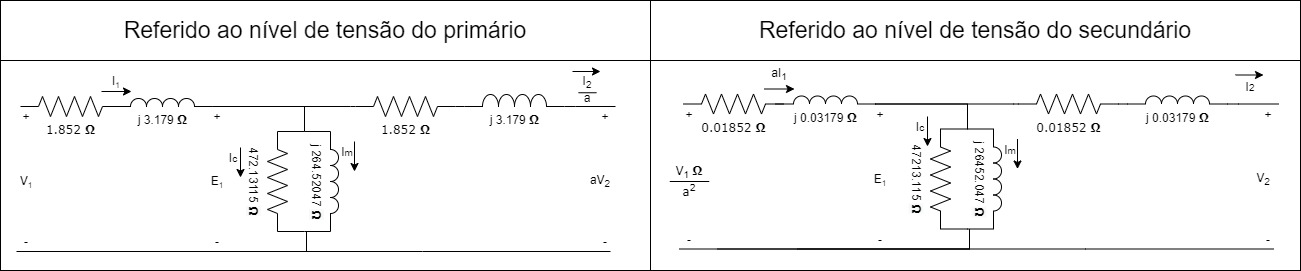 Referido ao nível de tensão do primário
I1
I2
a
+
1.852 Ω
j 3.179 Ω
+
1.852 Ω
j 3.179 Ω
+
V1
E1
Ic
472.13115 Ω
j 264.52047 Ω
Im
aV2
-
-
-
Referido ao nível de tensão do secundário
aI1
I2
+
0.01852 Ω
j 0.03179 Ω
+
0.01852 Ω
j 0.03179 Ω
+
V1 Ω
a2
E1
Ic
47213.115 Ω
j 26452.047 Ω
Im
V2
-
-
-